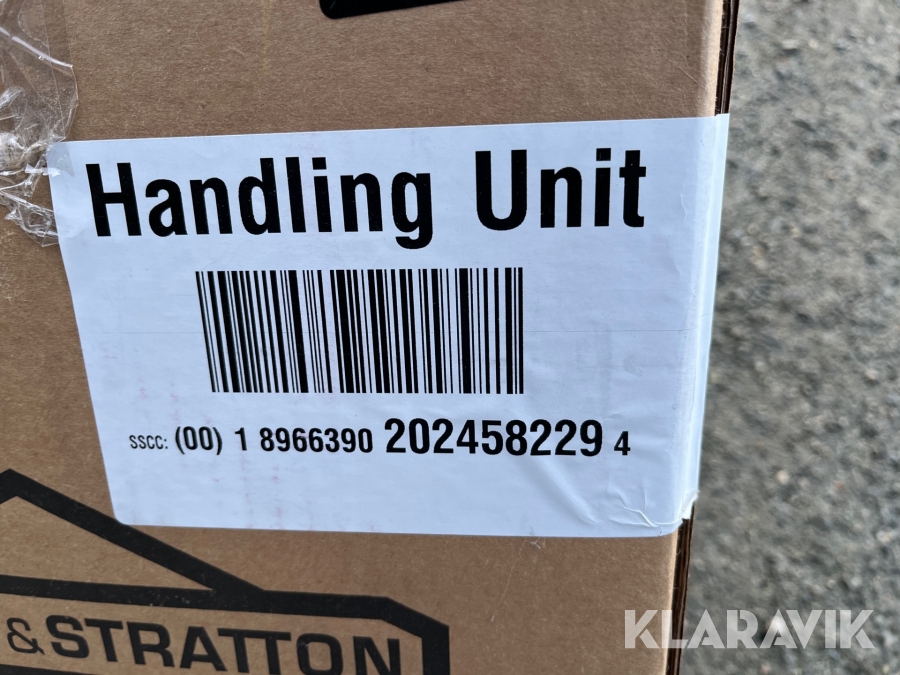 Handling Unit
SSCC: (00) 1 8966390 202458229 4
& STRATTON
KLARAVIK